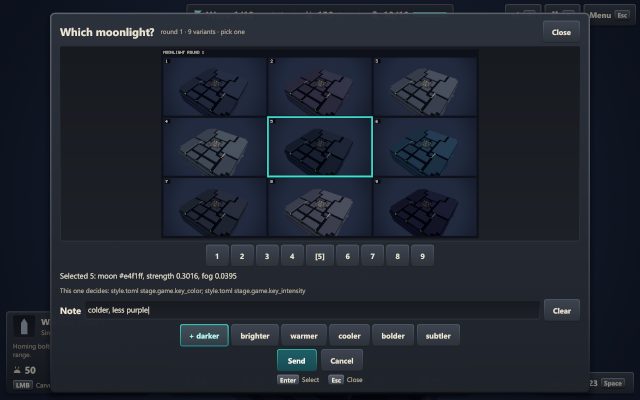 Menu Esc
Which moonlight? round 1 · 9 variants · pick one Close
MOONLIGHT ROUND 1
1 2 3
4 5 6
7 8 9
1 2 3 4 [5] 6 7 8 9
Selected 5: moon #e4f1ff, strength 0.3016, fog 0.0395
This one decides: style.toml stage.game.key_color; style.toml stage.game.key_intensity
Note colder, less purple Clear
+ darker brighter warmer cooler bolder subtler
Send Cancel
Enter Select Esc Close
Homing bolt
range.
50
LMB
23 Space